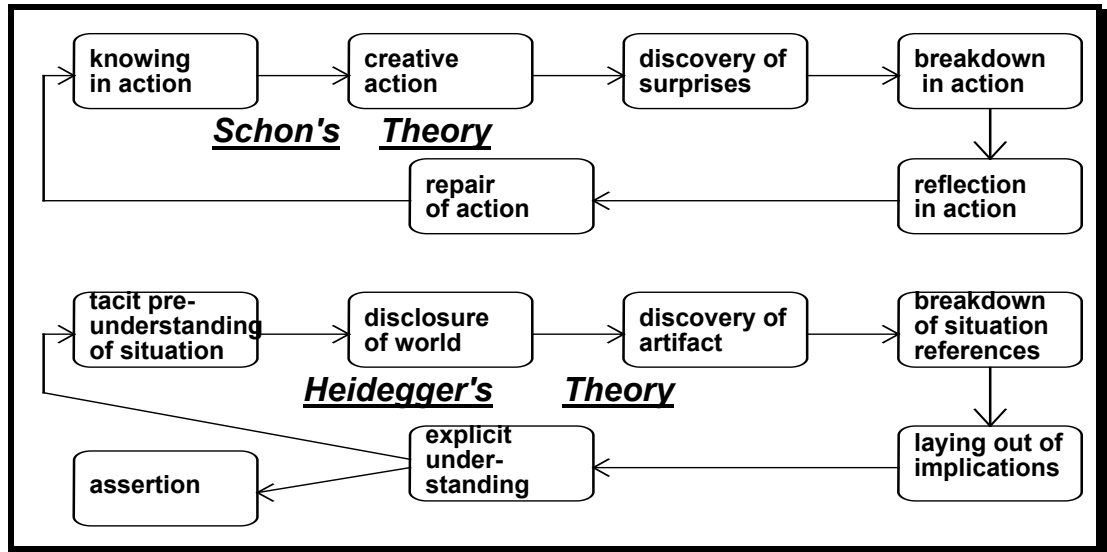 knowing
in action
creative
action
discovery of
surprises
breakdown
in action
Schon's Theory
repair
of action
reflection
in action
tacit pre-
understanding
of situation
disclosure
of world
discovery of
artifact
breakdown
of situation
references
Heidegger's Theory
assertion
explicit
under-
standing
laying out of
implications